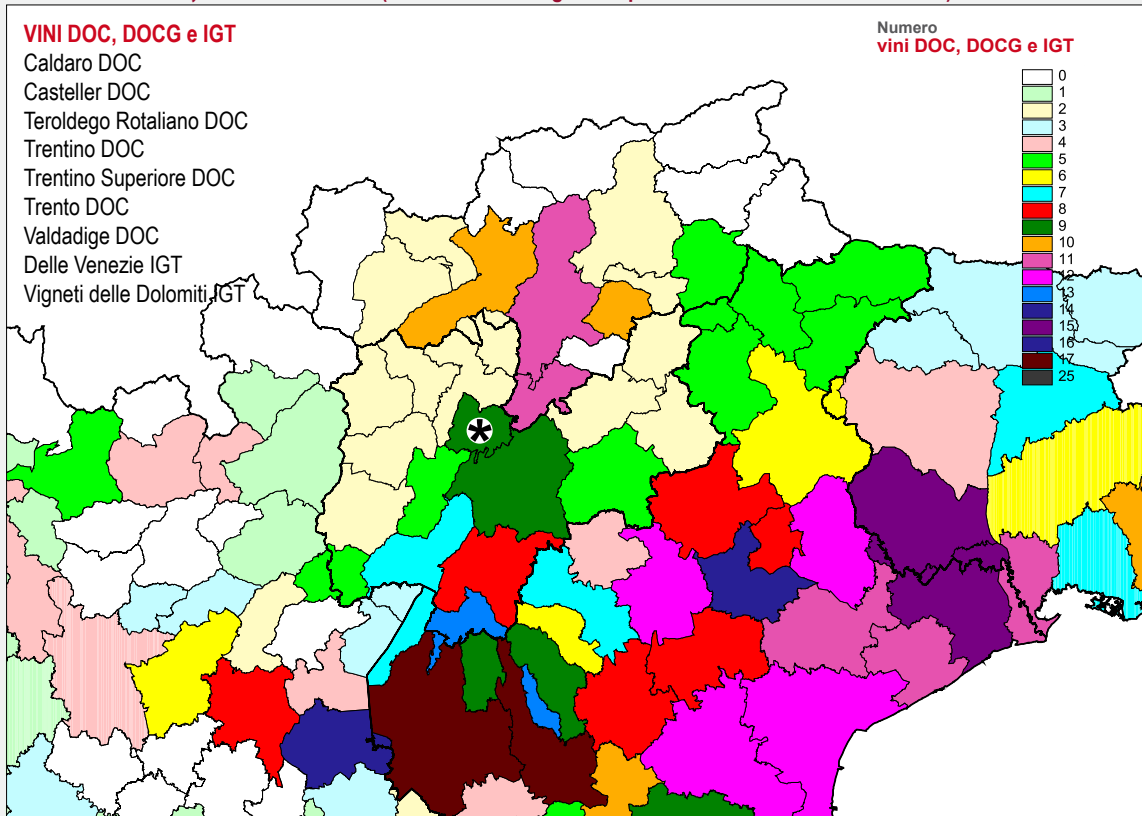 VINI DOC, DOCG e IGT
Caldaro DOC
Casteller DOC
Teroldego Rotaliano DOC
Trentino DOC
Trentino Superiore DOC
Trento DOC
Valdadige DOC
Delle Venezie IGT
Vigneti delle Dolomiti IGT
Numero
vini DOC, DOCG e IGT
0
1
2
3
4
5
6
7
8
9
10
11
12
13
14
15
16
17
25
*